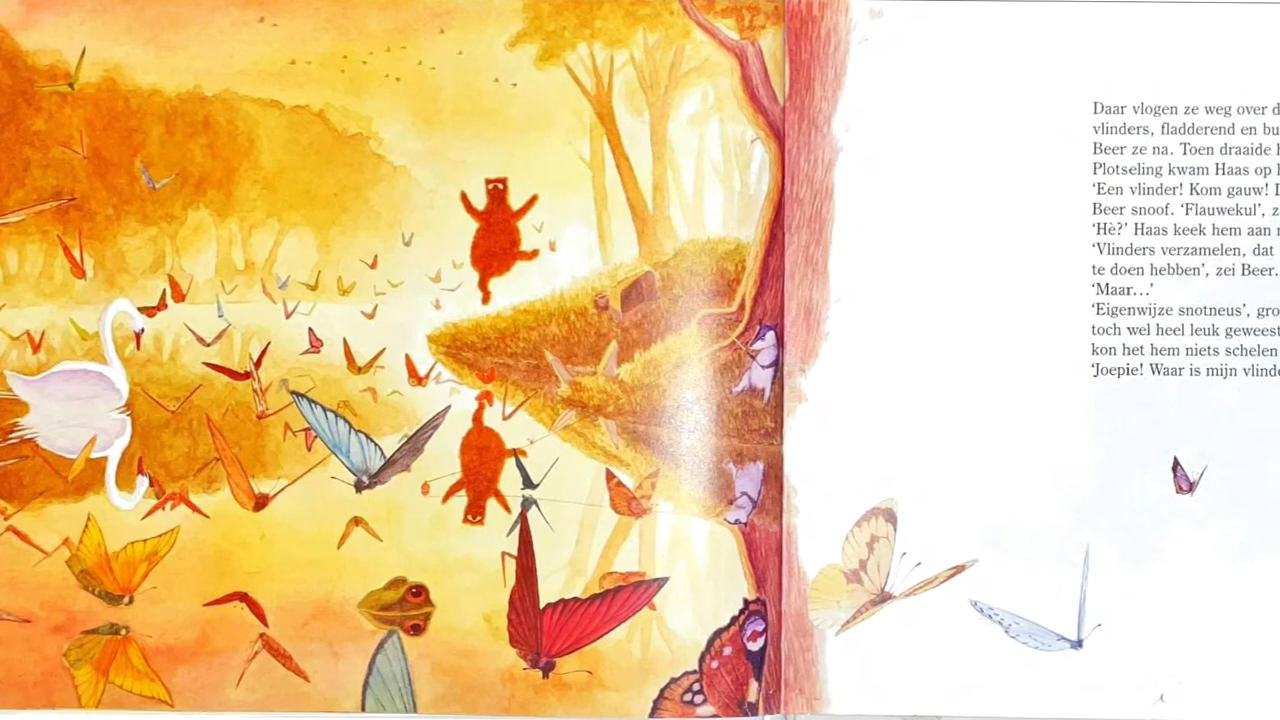 Daar vlogen ze weg over d
vlinders, fladderend en bu
Beer ze na. Toen draaide h
Plotseling kwam Haas op h
‘Een vlinder! Kom gauw!
Beer snoof. ‘Flauwekul’, z
‘Hè?’ Haas keek hem aan
‘Vlinders verzamelen, dat
te doen hebben’, zei Beer.
‘Maar…’
‘Eigenwijze snotneus’, gro
toch wel heel leuk geweest
kon het hem niets schelen
‘Joepie! Waar is mijn vlinde